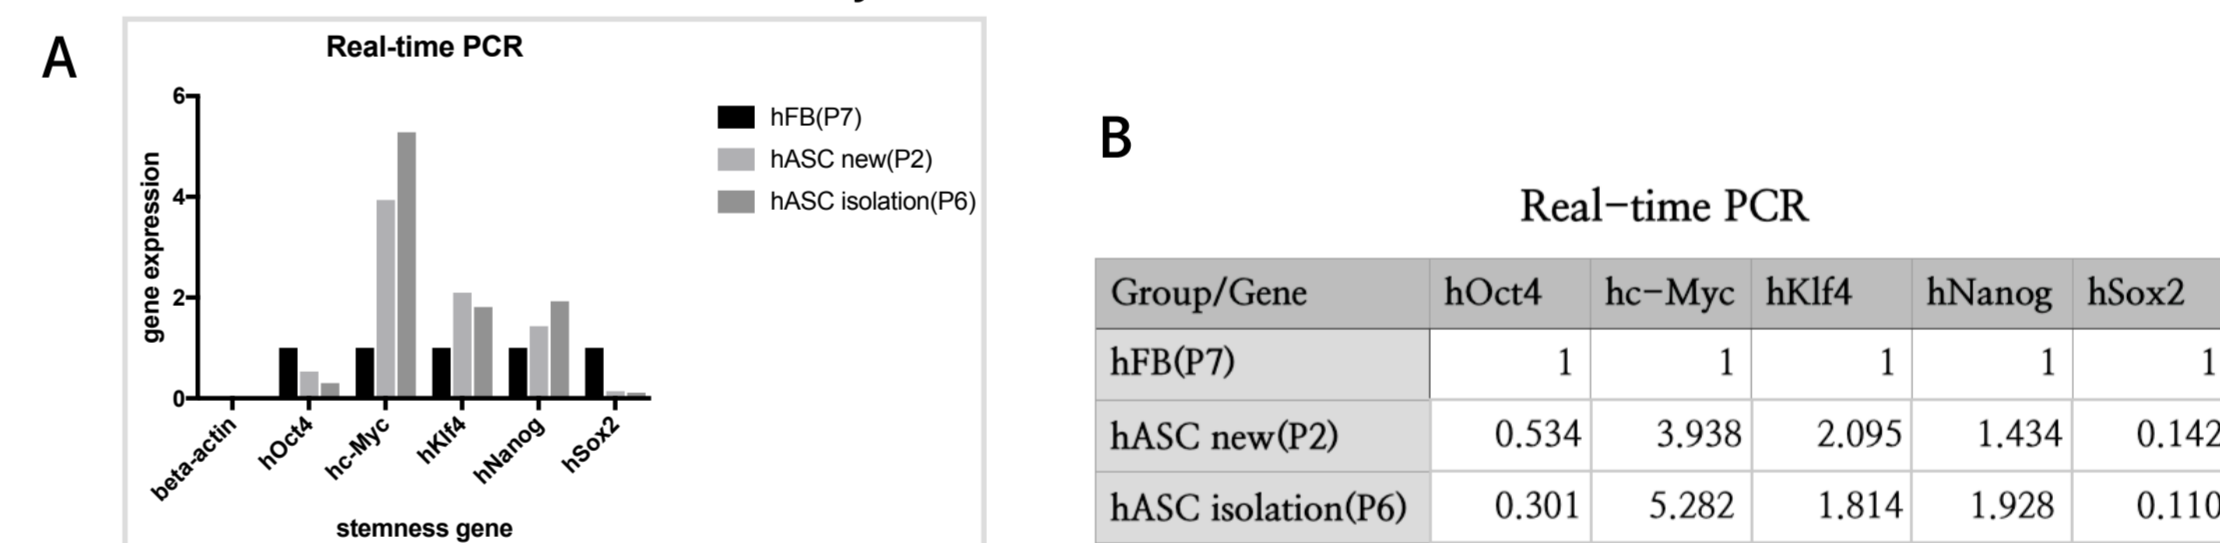 A
Real-time PCR
6
4
2
0
gene expression
beta-actin
hOct4
hc-Myc
hKlf4
hNanog
hSox2
stemness gene
hFB(P7)
hASC new(P2)
hASC isolation(P6)
B
Real-time PCR
Group/Gene hOct4 hc-Myc hKlf4 hNanog hSox2
hFB(P7) 1 1 1 1 1
hASC new(P2) 0.534 3.938 2.095 1.434 0.142
hASC isolation(P6) 0.301 5.282 1.814 1.928 0.110